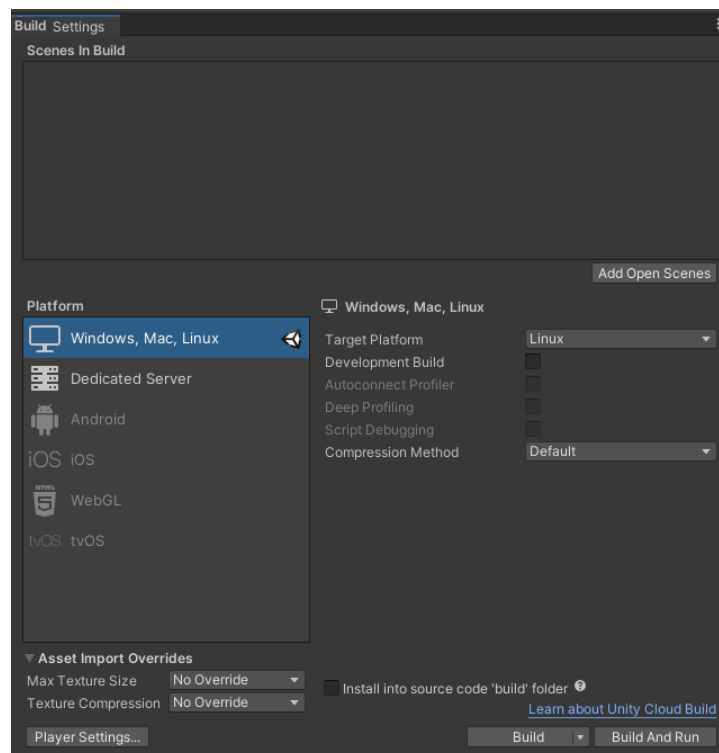 Build Settings
Scenes In Build
Add Open Scenes
Platform
Windows, Mac, Linux
Dedicated Server
Android
iOS iOS
HTML 5 WebGL
tvOS tvOS
Windows, Mac, Linux
Target Platform Linux
Development Build
Autoconnect Profiler
Deep Profiling
Script Debugging
Compression Method Default
Asset Import Overrides
Max Texture Size No Override
Texture Compression No Override
Install into source code 'build' folder ?
Learn about Unity Cloud Build
Player Settings... Build Build And Run